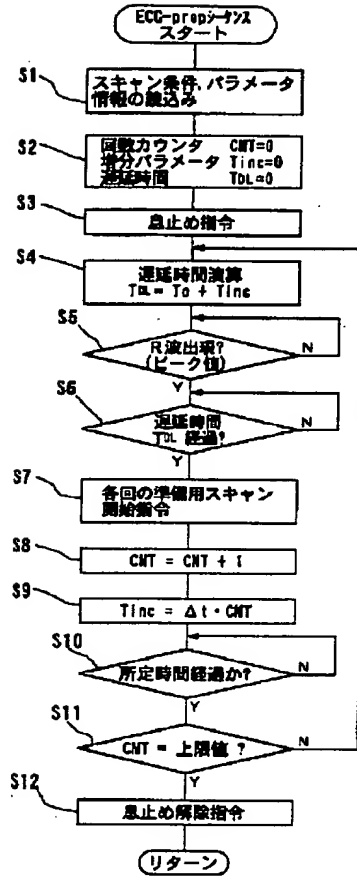 ECG-prepシーケンス
スタート
S1
スキャン条件,パラメータ
情報の読込み
S2
回数カウンタ CNT=0
増分パラメータ Tinc=0
遅延時間 TDL=0
S3
息止め指令
S4
遅延時間演算
TDL = To + Tinc
S5
R波出現?
(ピーク値)
N
Y
S6
遅延時間
TDL 経過?
N
Y
S7
各回の準備用スキャン
開始指令
S8
CNT = CNT + 1
S9
Tinc = Δt・CNT
S10
所定時間経過か?
N
Y
S11
CNT = 上限値 ?
N
Y
S12
息止め解除指令
リターン